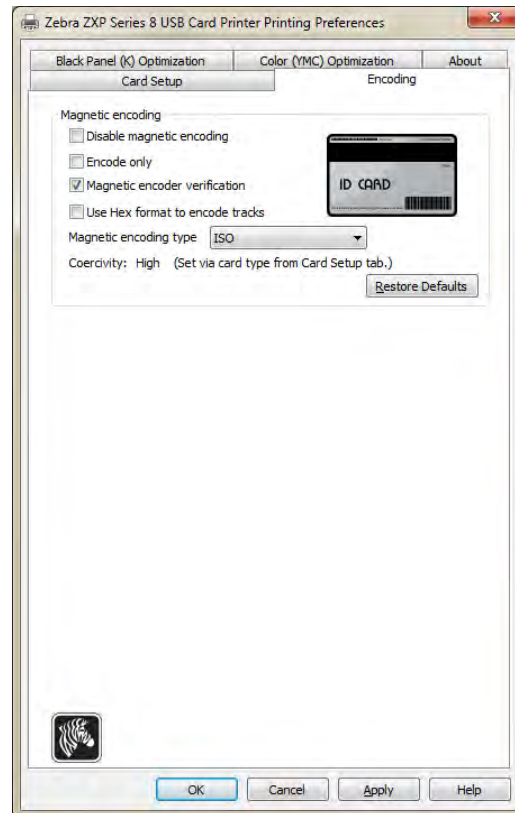 Zebra ZXP Series 8 USB Card Printer Printing Preferences
Black Panel (K) Optimization Color (YMC) Optimization About
Card Setup Encoding
Magnetic encoding
Disable magnetic encoding
Encode only
Magnetic encoder verification
Use Hex format to encode tracks
ID CARD
Magnetic encoding type ISO
Coercivity: High (Set via card type from Card Setup tab.)
Restore Defaults
OK Cancel Apply Help